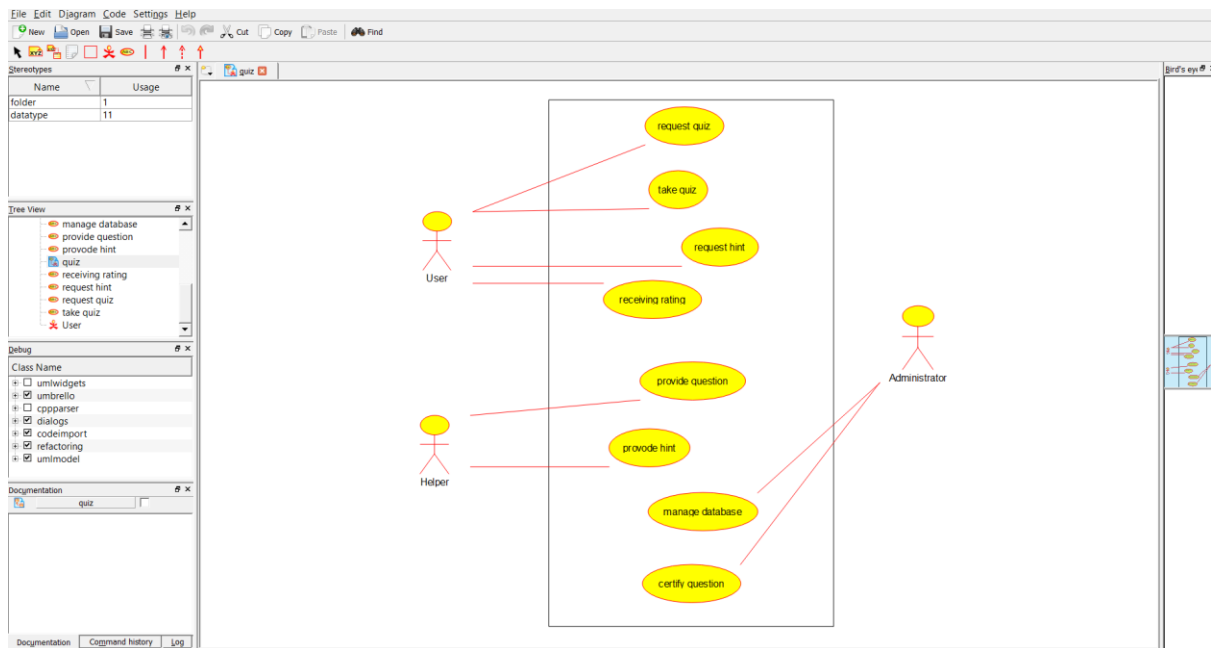 File Edit Diagram Code Settings Help
New Open Save Cut Copy Paste Find
XYZ
Stereotypes
quiz
Bird's eye
Name Usage
folder 1
datatype 11
Tree View
manage database
provide question
provode hint
quiz
receiving rating
request hint
request quiz
take quiz
User
Debug
Class Name
umlwidgets
umbrello
cppparser
dialogs
codeimport
refactoring
umlmodel
Documentation
quiz
Documentation Command history Log
request quiz
take quiz
request hint
User
receiving rating
provide question
Administrator
provode hint
Helper
manage database
certify question